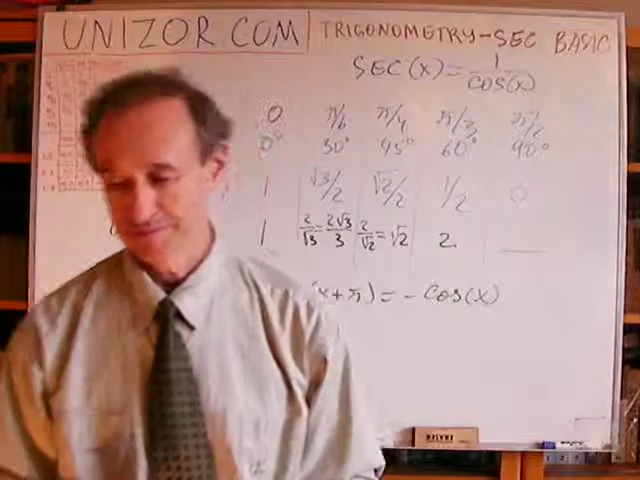 UNIZOR.COM TRIGONOMETRY-SEC BASIC
SEC(x)=1/COS(x)
0 π/6 π/4 π/3 π/2
0° 30° 45° 60° 90°
1 √3/2 √2/2 1/2 0
1 2/√3=2√3/3 2/√2=√2 2 —
(x+π)=-COS(x)